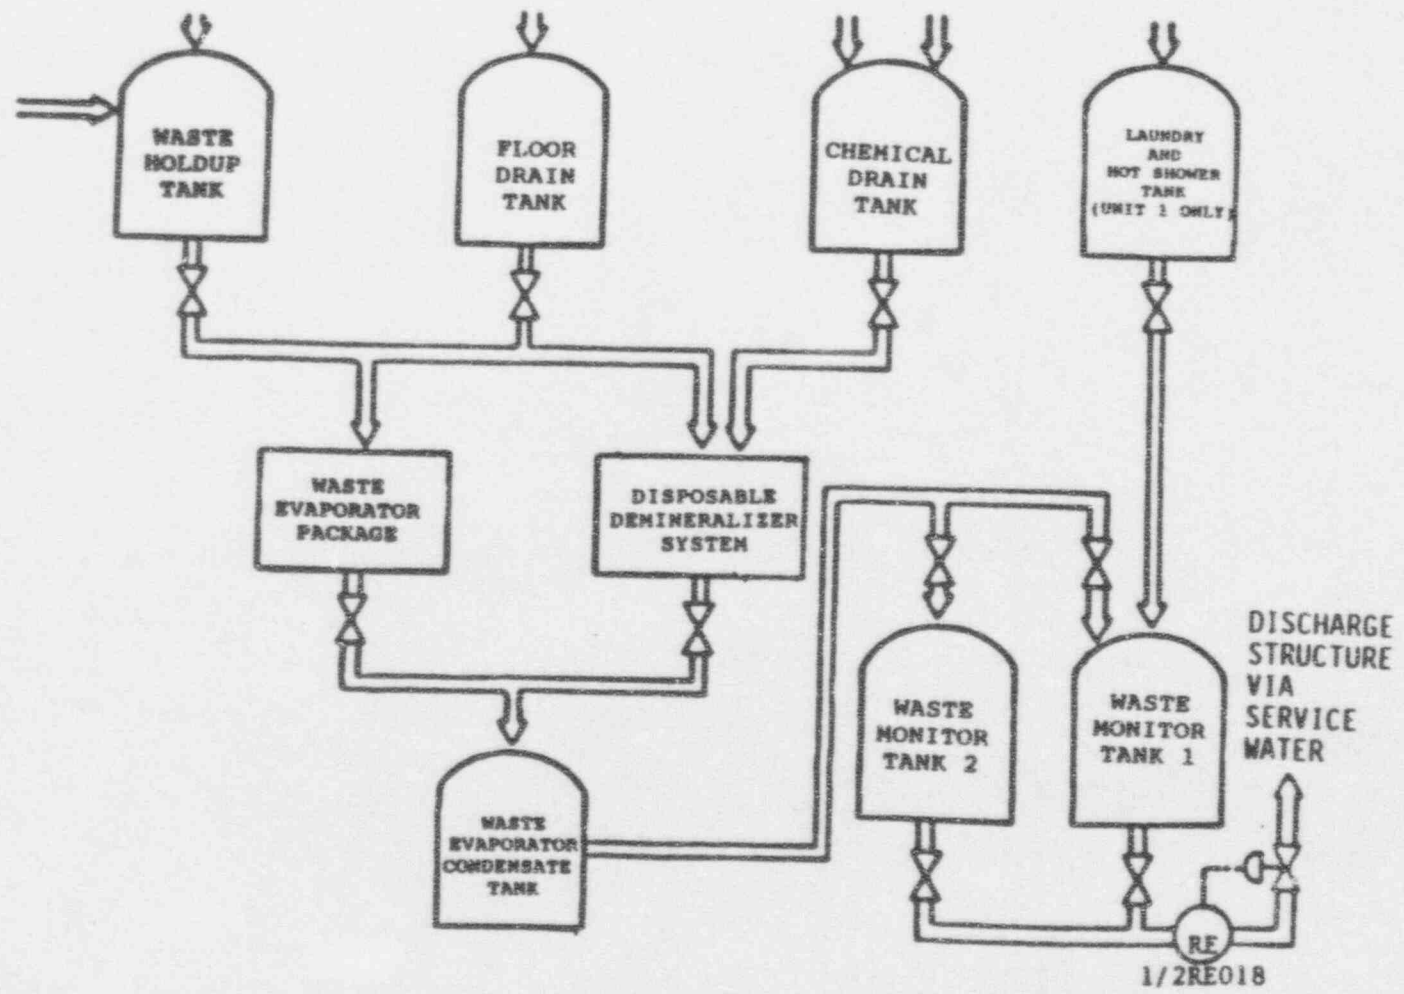 WASTE
HOLDUP
TANK
FLOOR
DRAIN
TANK
CHEMICAL
DRAIN
TANK
LAUNDRY
AND
HOT SHOWER
TANK
(UNIT 1 ONLY)
WASTE
EVAPORATOR
PACKAGE
DISPOSABLE
DEMINERALIZER
SYSTEM
WASTE
EVAPORATOR
CONDENSATE
TANK
WASTE
MONITOR
TANK 2
WASTE
MONITOR
TANK 1
DISCHARGE
STRUCTURE
VIA
SERVICE
WATER
RE
1/2RE018